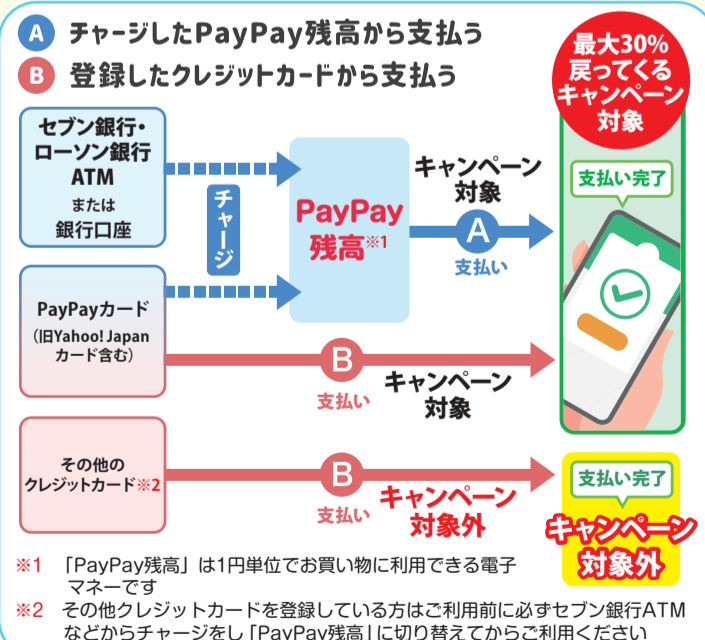 A チャージしたPayPay残高から支払う
B 登録したクレジットカードから支払う
最大30%
戻ってくる
キャンペーン
対象
セブン銀行・
ローソン銀行
ATM
または
銀行口座
チャージ
PayPay
残高※1
キャンペーン
対象
A
支払い
支払い完了
PayPayカード
(旧Yahoo! Japan
カード含む)
B
支払い
キャンペーン
対象
その他の
クレジットカード※2
B
支払い
キャンペーン
対象外
支払い完了
キャンペーン
対象外
※1 「PayPay残高」は1円単位でお買い物に利用できる電子
マネーです
※2 その他クレジットカードを登録している方はご利用前に必ずセブン銀行ATM
などからチャージをし「PayPay残高」に切り替えてからご利用ください